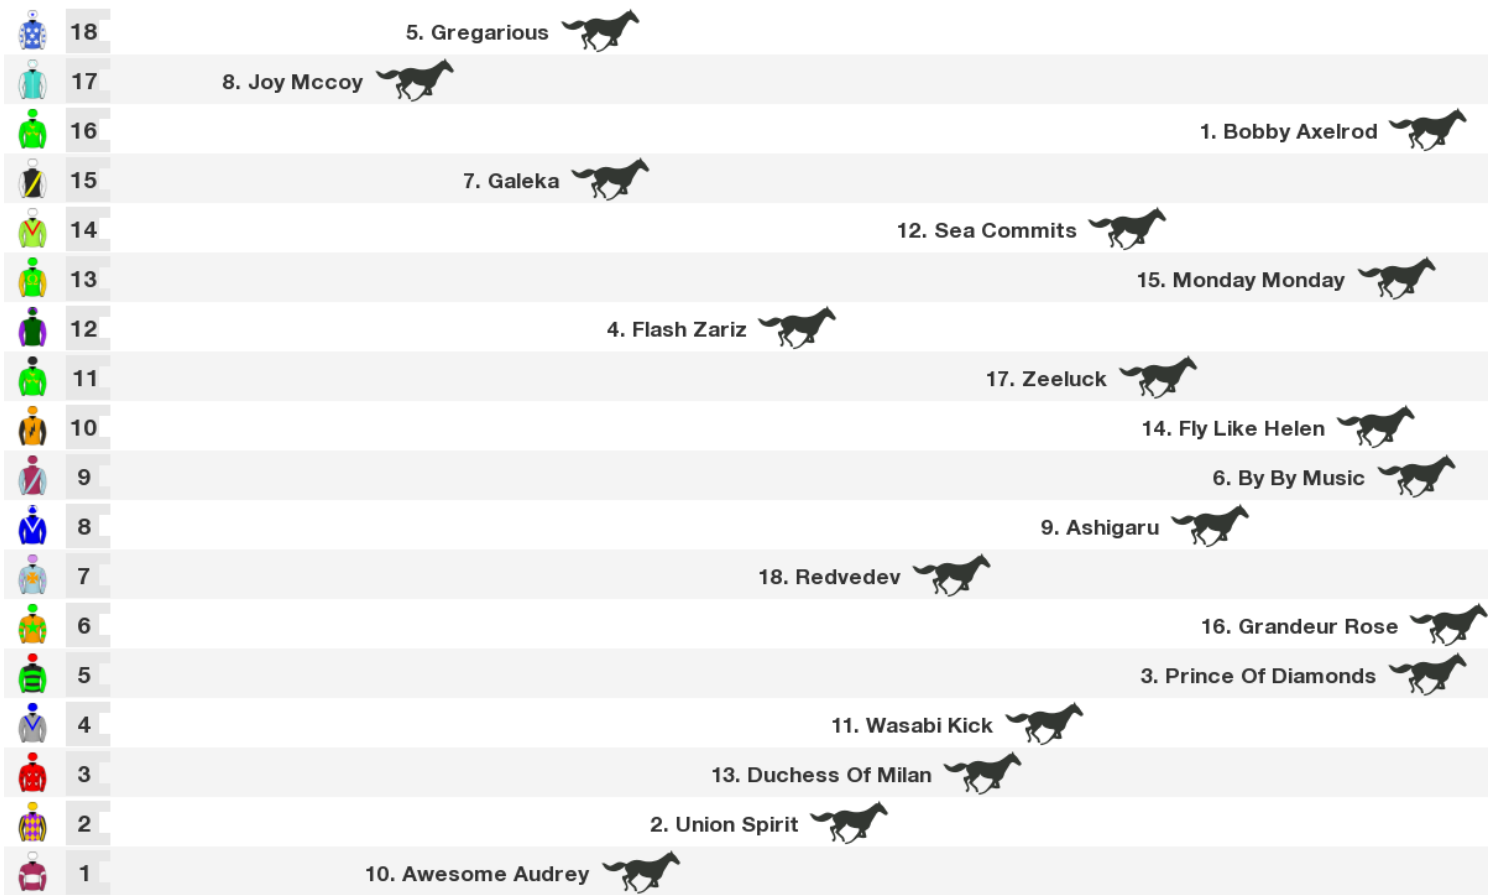 18 5. Gregarious
17 8. Joy Mccoy
16 1. Bobby Axelrod
15 7. Galeka
14 12. Sea Commits
13 15. Monday Monday
12 4. Flash Zariz
11 17. Zeeluck
10 14. Fly Like Helen
9 6. By By Music
8 9. Ashigaru
7 18. Redvedev
6 16. Grandeur Rose
5 3. Prince Of Diamonds
4 11. Wasabi Kick
3 13. Duchess Of Milan
2 2. Union Spirit
1 10. Awesome Audrey